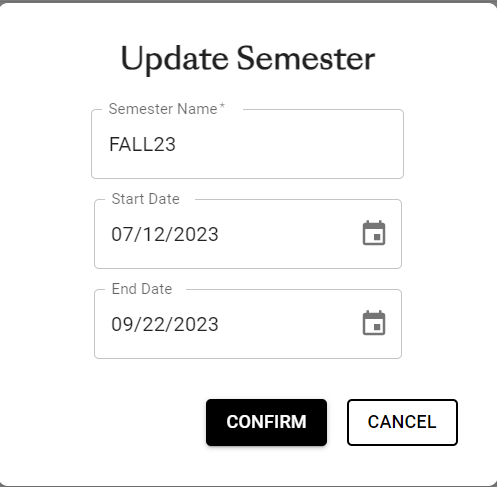 Update Semester
Semester Name *
FALL23
Start Date
07/12/2023
End Date
09/22/2023
CONFIRM CANCEL